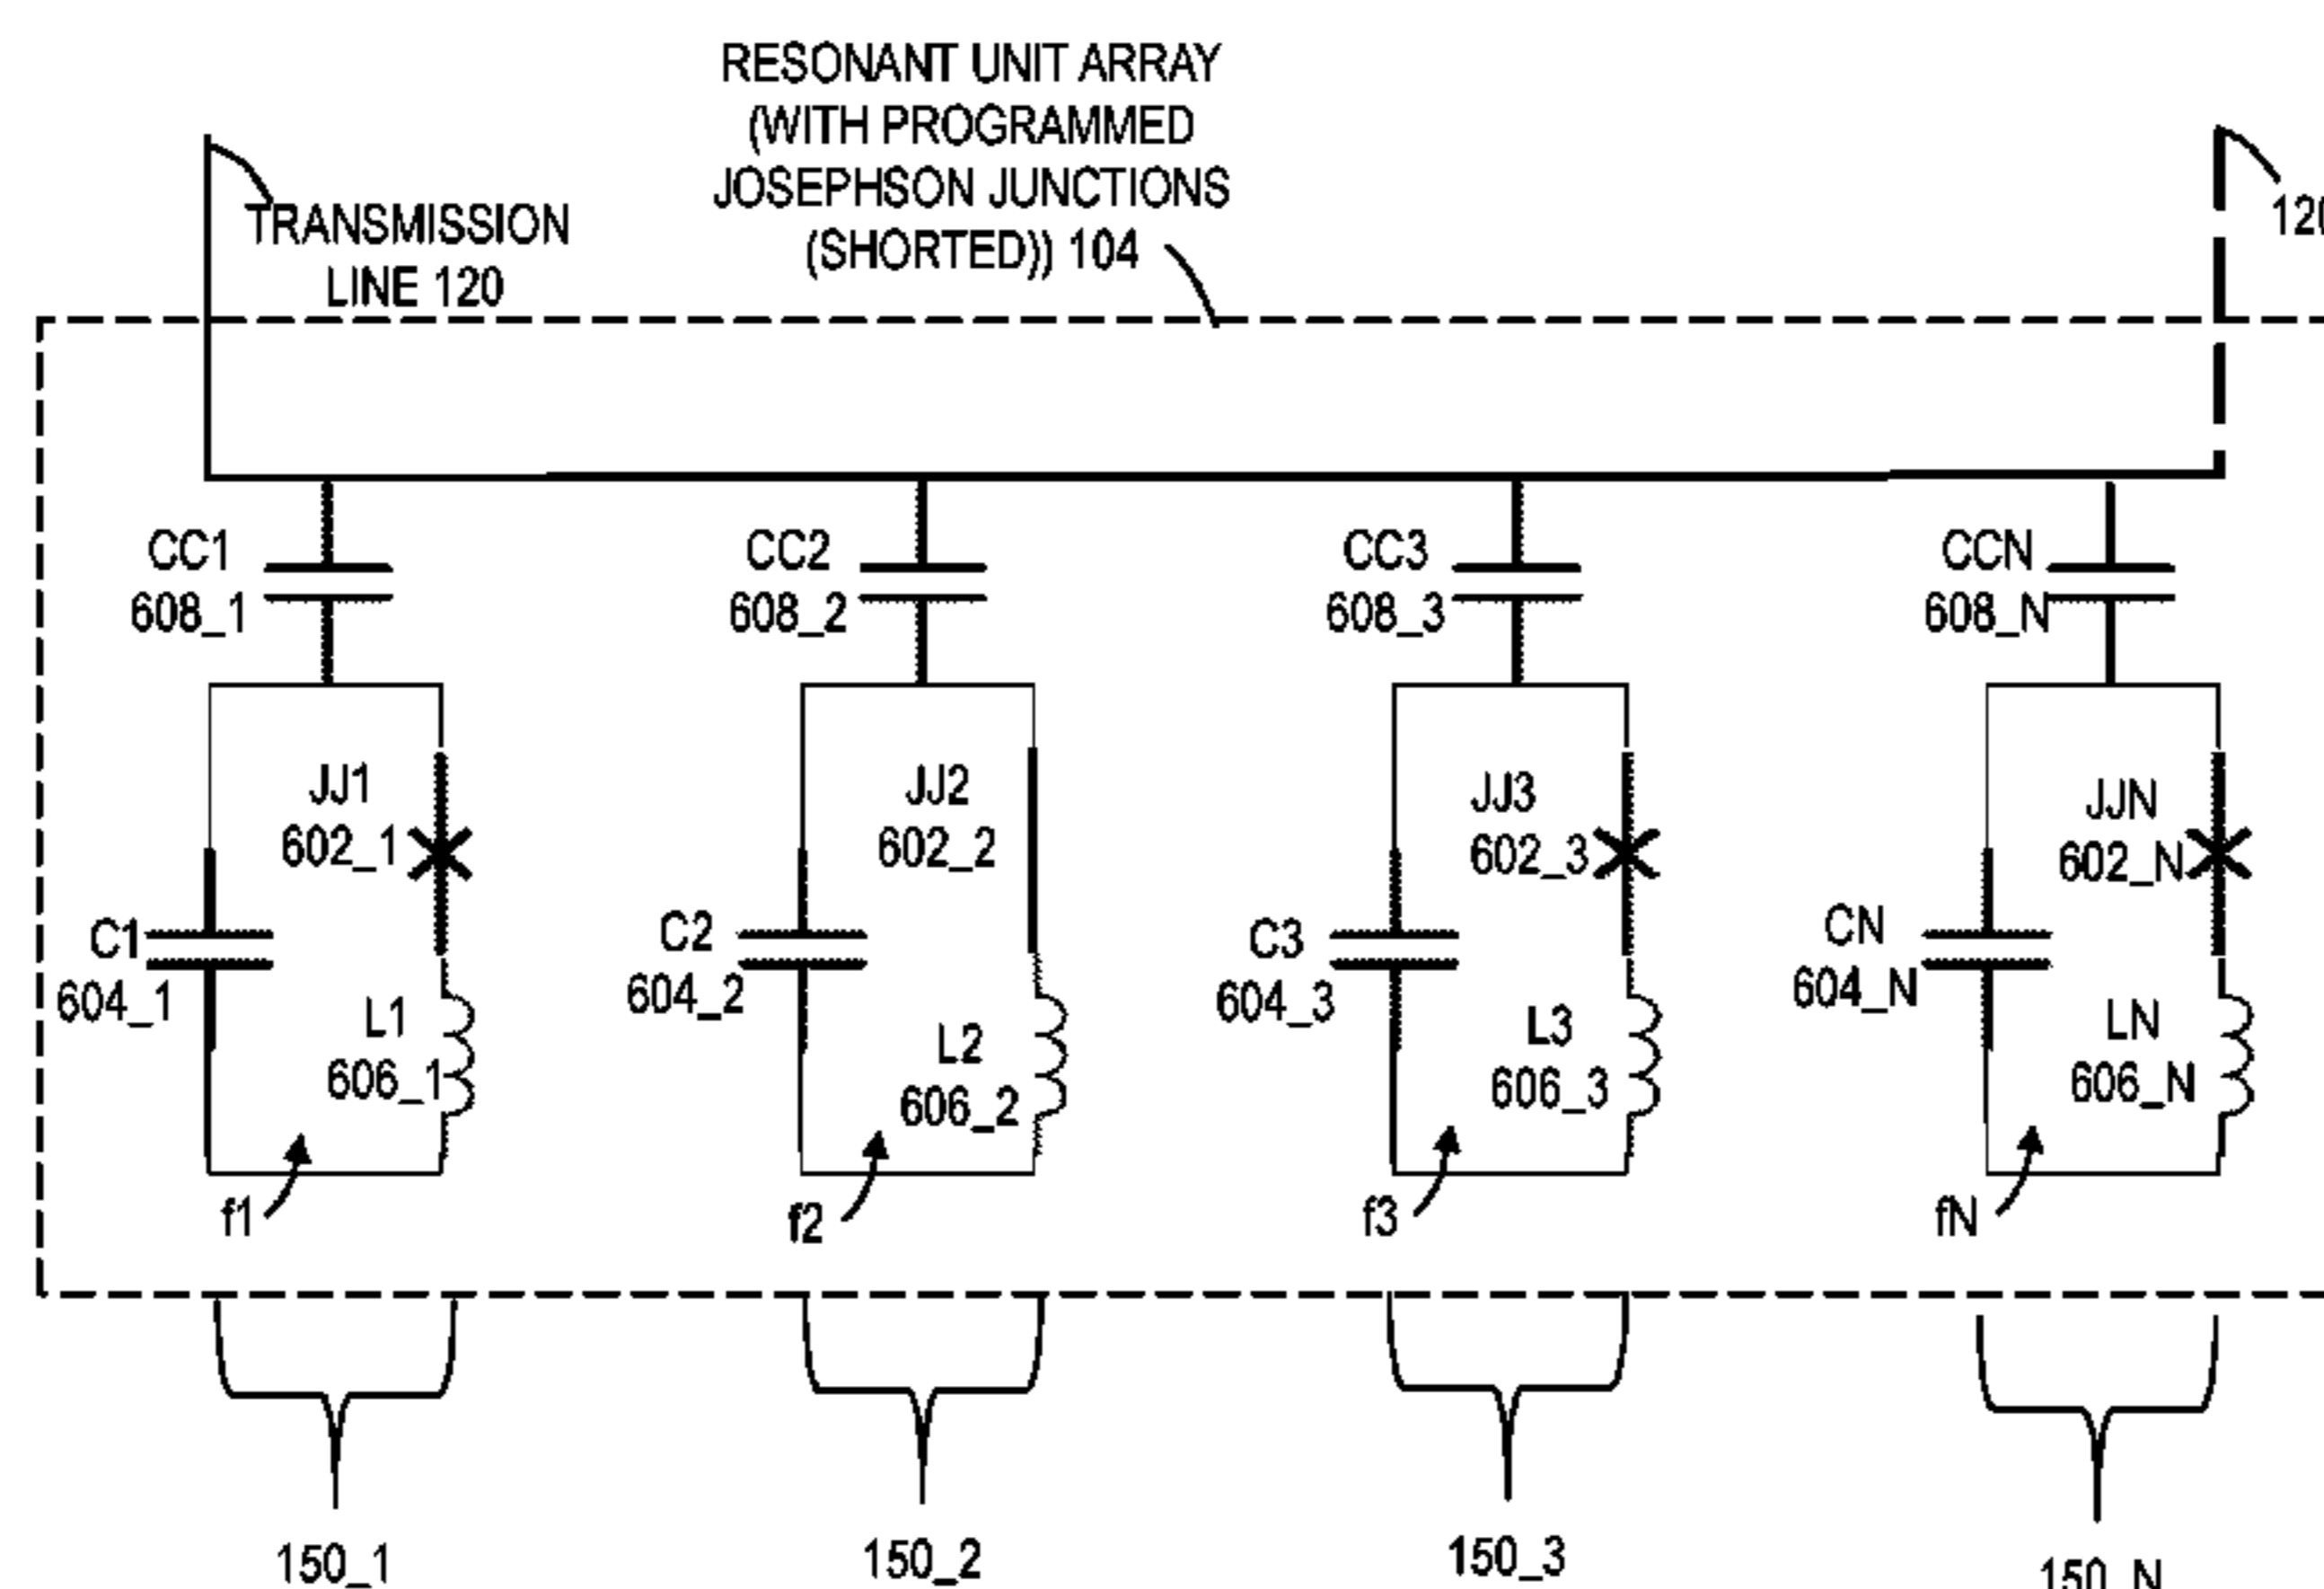 RESONANT UNIT ARRAY
(WITH PROGRAMMED
JOSEPHSON JUNCTIONS
(SHORTED)) 104
TRANSMISSION
LINE 120
120
CC1
608_1
CC2
608_2
CC3
608_3
CCN
608_N
JJ1
602_1
JJ2
602_2
JJ3
602_3
JJN
602_N
C1
604_1
C2
604_2
C3
604_3
CN
604_N
L1
606_1
L2
606_2
L3
606_3
LN
606_N
f1
f2
f3
fN
150_1
150_2
150_3
150_N